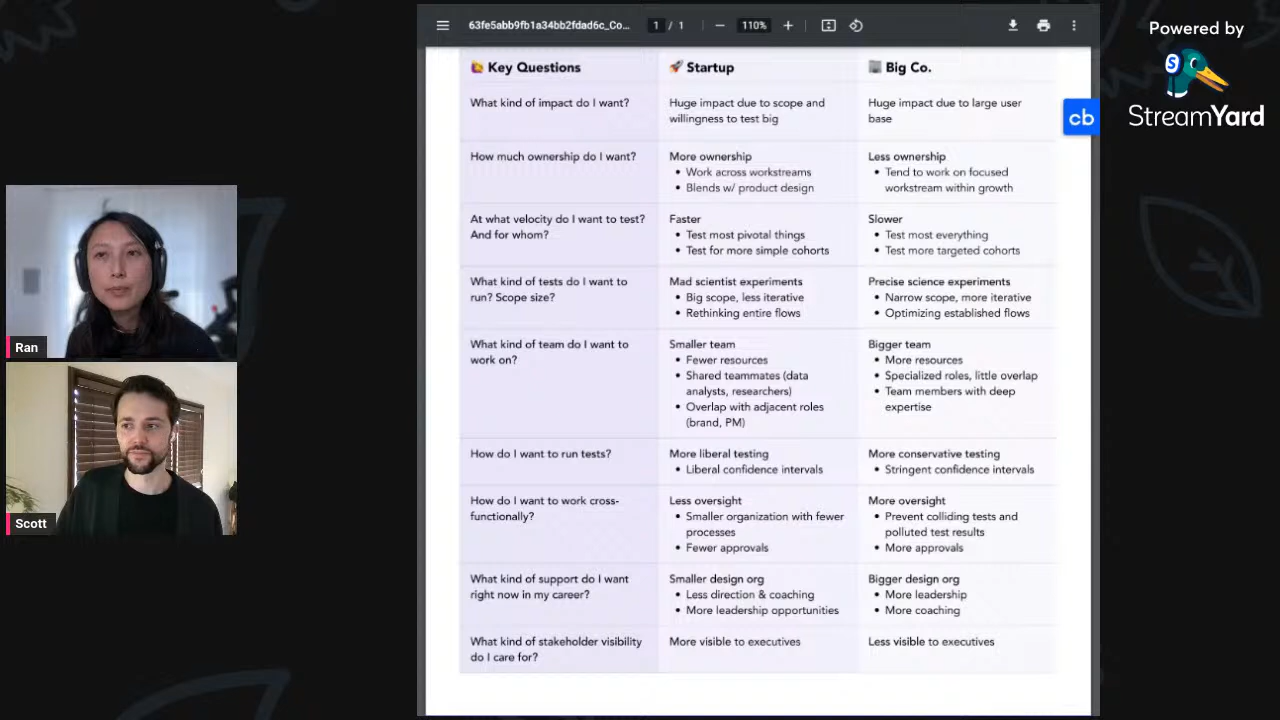 63fe5abb9fb1a34bb2fdad6c_Co...
1 / 1
110%
Powered by
S
StreamYard
cb
Key Questions
Startup
Big Co.
What kind of impact do I want?
Huge impact due to scope and
willingness to test big
Huge impact due to large user
base
How much ownership do I want?
More ownership
• Work across workstreams
• Blends w/ product design
Less ownership
• Tend to work on focused
workstream within growth
At what velocity do I want to test?
And for whom?
Faster
• Test most pivotal things
• Test for more simple cohorts
Slower
• Test most everything
• Test more targeted cohorts
What kind of tests do I want to
run? Scope size?
Mad scientist experiments
• Big scope, less iterative
• Rethinking entire flows
Precise science experiments
• Narrow scope, more iterative
• Optimizing established flows
What kind of team do I want to
work on?
Smaller team
• Fewer resources
• Shared teammates (data
analysts, researchers)
• Overlap with adjacent roles
(brand, PM)
Bigger team
• More resources
• Specialized roles, little overlap
• Team members with deep
expertise
How do I want to run tests?
More liberal testing
• Liberal confidence intervals
More conservative testing
• Stringent confidence intervals
How do I want to work cross-
functionally?
Less oversight
• Smaller organization with fewer
processes
• Fewer approvals
More oversight
• Prevent colliding tests and
polluted test results
• More approvals
What kind of support do I want
right now in my career?
Smaller design org
• Less direction & coaching
• More leadership opportunities
Bigger design org
• More leadership
• More coaching
What kind of stakeholder visibility
do I care for?
More visible to executives
Less visible to executives
Ran
Scott